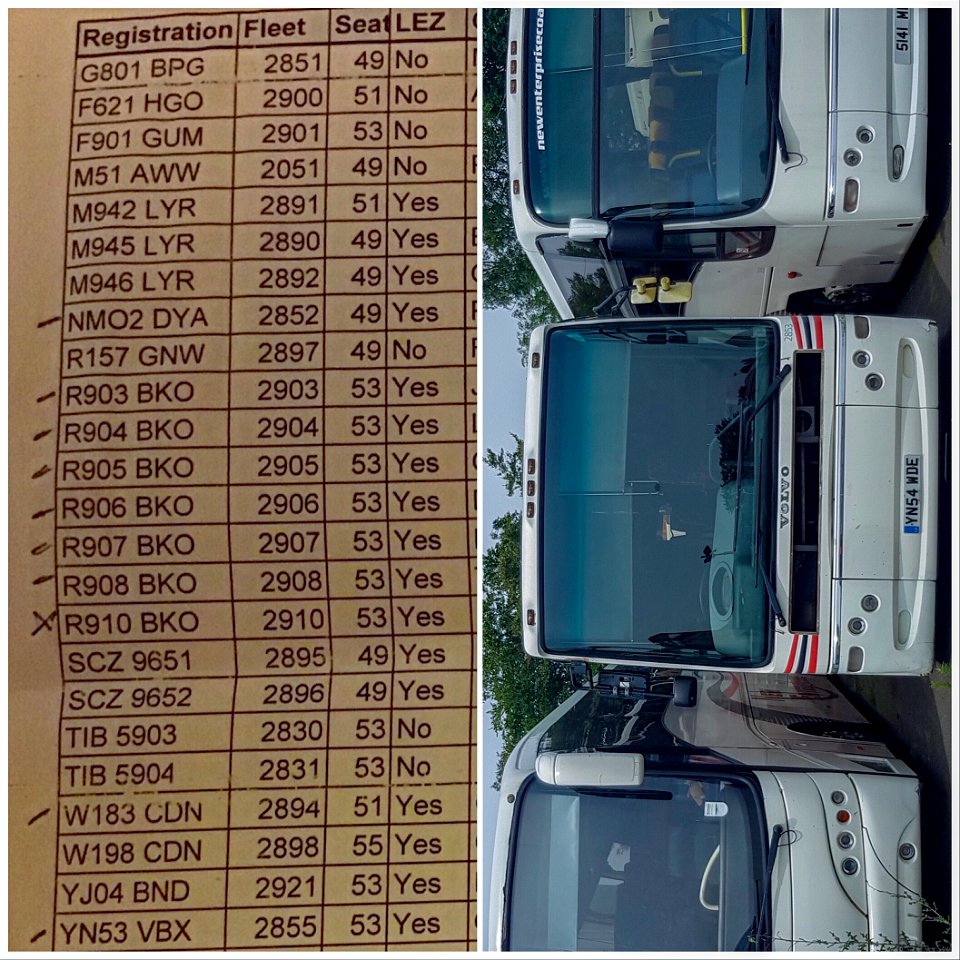 Registration Fleet Seat LEZ
G801 BPG 2851 49 No
F621 HGO 2900 51 No
F901 GUM 2901 53 No
M51 AWW 2051 49 No
M942 LYR 2891 51 Yes
M945 LYR 2890 49 Yes
M946 LYR 2892 49 Yes
NMO2 DYA 2852 49 Yes
R157 GNW 2897 49 No
R903 BKO 2903 53 Yes
R904 BKO 2904 53 Yes
R905 BKO 2905 53 Yes
R906 BKO 2906 53 Yes
R907 BKO 2907 53 Yes
R908 BKO 2908 53 Yes
X R910 BKO 2910 53 Yes
SCZ 9651 2895 49 Yes
SCZ 9652 2896 49 Yes
TIB 5903 2830 53 No
TIB 5904 2831 53 No
W183 CDN 2894 51 Yes
W198 CDN 2898 55 Yes
YJ04 BND 2921 53 Yes
YN53 VBX 2855 53 Yes
newenterprisecoa
5141 M
2853
VOLVO
YN54 WDE